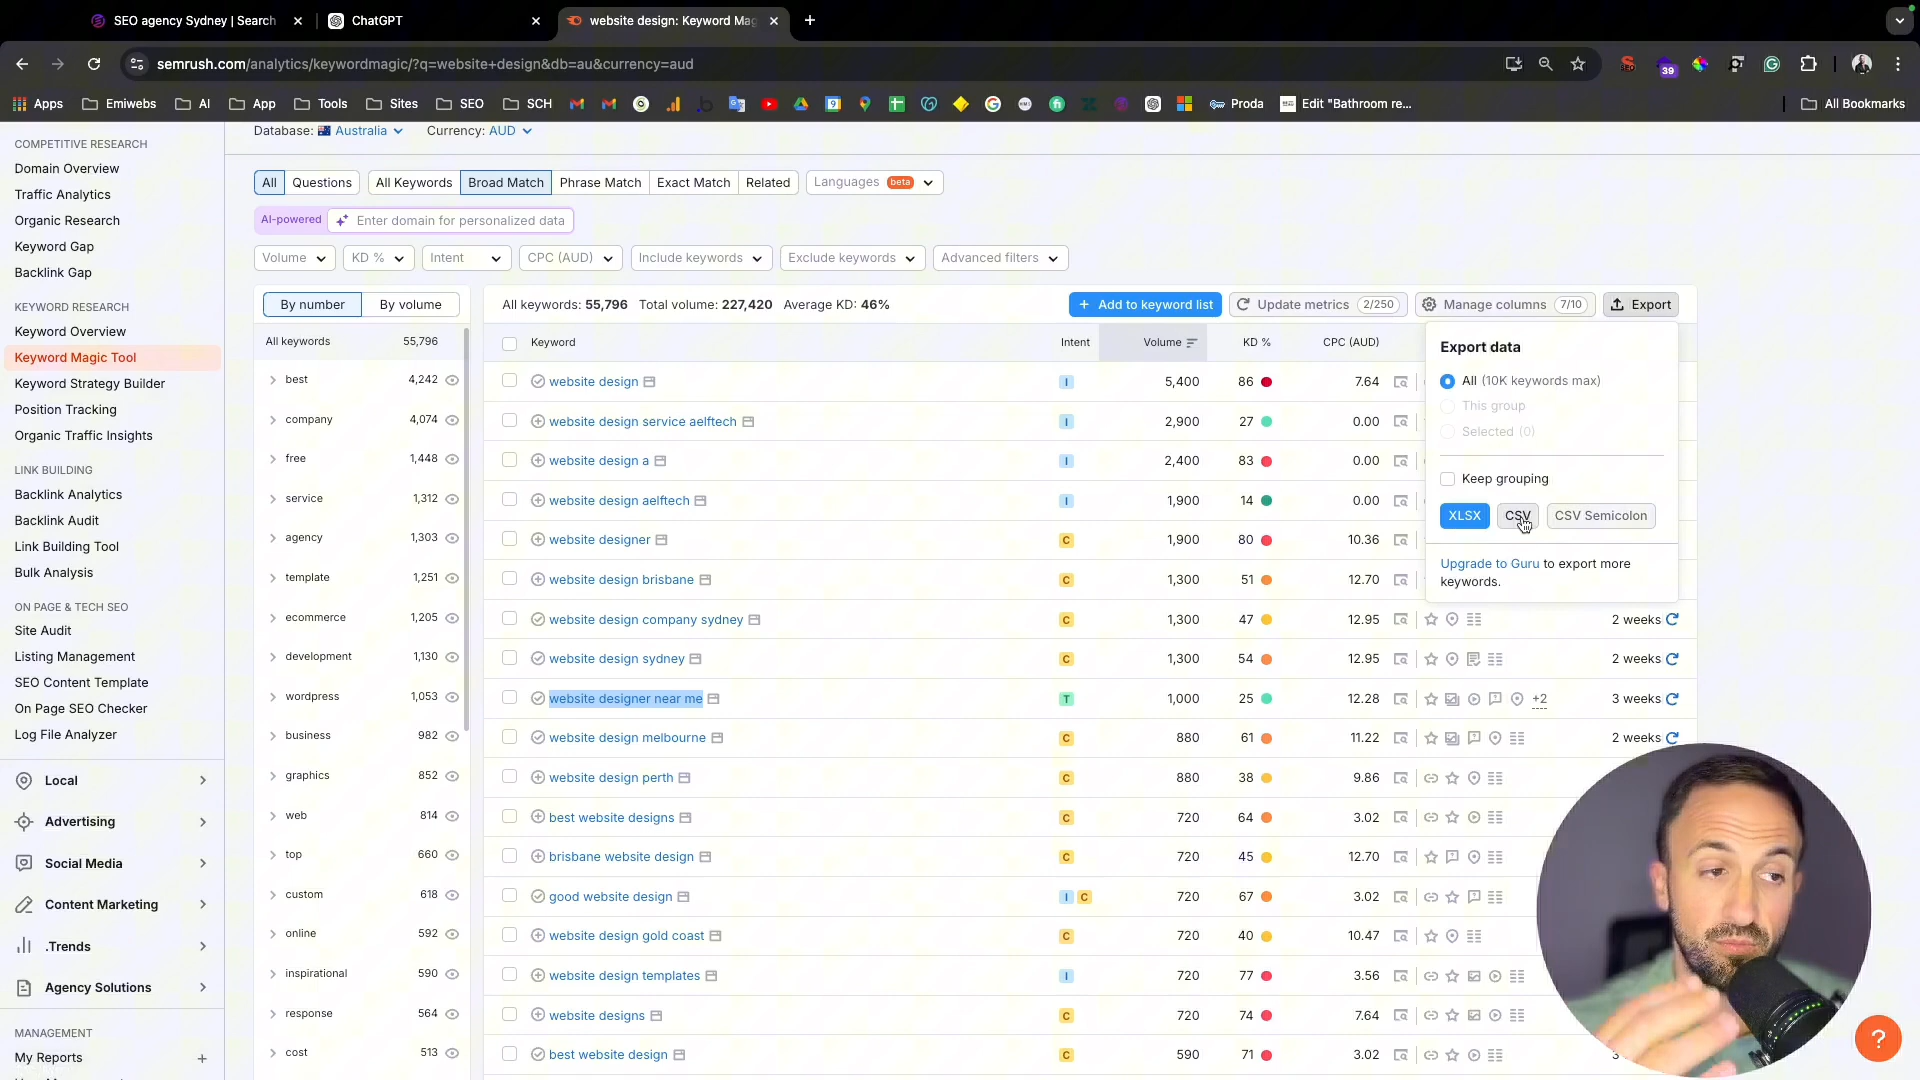 SEO agency Sydney | Search
ChatGPT
website design: Keyword Mag
semrush.com/analytics/keywordmagic/?q=website+design&db=au&currency=aud
39
Apps
Emiwebs
AI
App
Tools
Sites
SEO
SCH
Proda
Edit "Bathroom re...
All Bookmarks
COMPETITIVE RESEARCH
Domain Overview
Traffic Analytics
Organic Research
Keyword Gap
Backlink Gap
KEYWORD RESEARCH
Keyword Overview
Keyword Magic Tool
Keyword Strategy Builder
Position Tracking
Organic Traffic Insights
LINK BUILDING
Backlink Analytics
Backlink Audit
Link Building Tool
Bulk Analysis
ON PAGE & TECH SEO
Site Audit
Listing Management
SEO Content Template
On Page SEO Checker
Log File Analyzer
Local
Advertising
Social Media
Content Marketing
.Trends
Agency Solutions
MANAGEMENT
My Reports +
Database: Australia Currency: AUD
All Questions All Keywords Broad Match Phrase Match Exact Match Related Languages beta
AI-powered Enter domain for personalized data
Volume KD % Intent CPC (AUD) Include keywords Exclude keywords Advanced filters
By number By volume
All keywords 55,796
best 4,242
company 4,074
free 1,448
service 1,312
agency 1,303
template 1,251
ecommerce 1,205
development 1,130
wordpress 1,053
business 982
graphics 852
web 814
top 660
custom 618
online 592
inspirational 590
response 564
cost 513
All keywords: 55,796 Total volume: 227,420 Average KD: 46%
+ Add to keyword list Update metrics 2/250 Manage columns 7/10 Export
Keyword Intent Volume KD % CPC (AUD)
website design I 5,400 86 7.64
website design service aelftech I 2,900 27 0.00
website design a I 2,400 83 0.00
website design aelftech I 1,900 14 0.00
website designer C 1,900 80 10.36
website design brisbane C 1,300 51 12.70
website design company sydney C 1,300 47 12.95 2 weeks
website design sydney C 1,300 54 12.95 2 weeks
website designer near me T 1,000 25 12.28 +2 3 weeks
website design melbourne C 880 61 11.22 2 weeks
website design perth C 880 38 9.86
best website designs C 720 64 3.02
brisbane website design C 720 45 12.70
good website design I C 720 67 3.02
website design gold coast C 720 40 10.47
website design templates I 720 77 3.56
website designs C 720 74 7.64
best website design C 590 71 3.02
Export data
All (10K keywords max)
This group
Selected (0)
Keep grouping
XLSX CSV CSV Semicolon
Upgrade to Guru to export more
keywords.
?